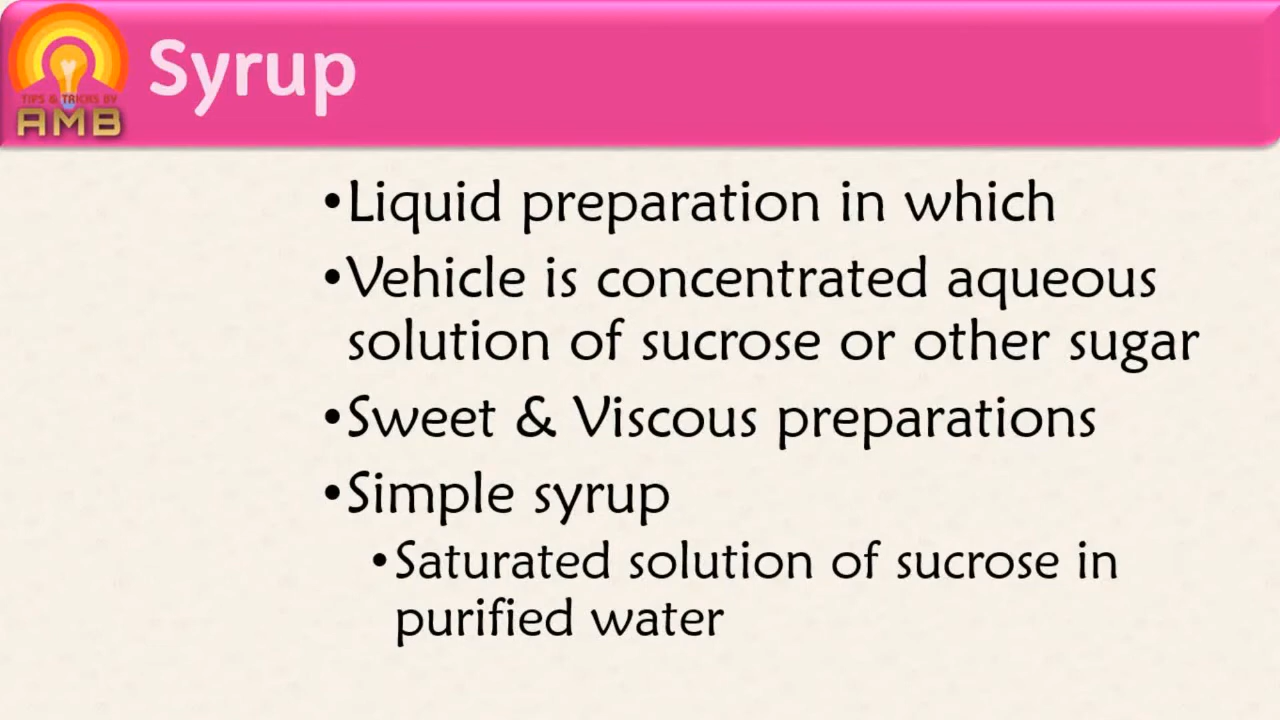 TIPS & TRICKS BY
AMB
Syrup
•Liquid preparation in which
•Vehicle is concentrated aqueous
solution of sucrose or other sugar
•Sweet & Viscous preparations
•Simple syrup
•Saturated solution of sucrose in
purified water